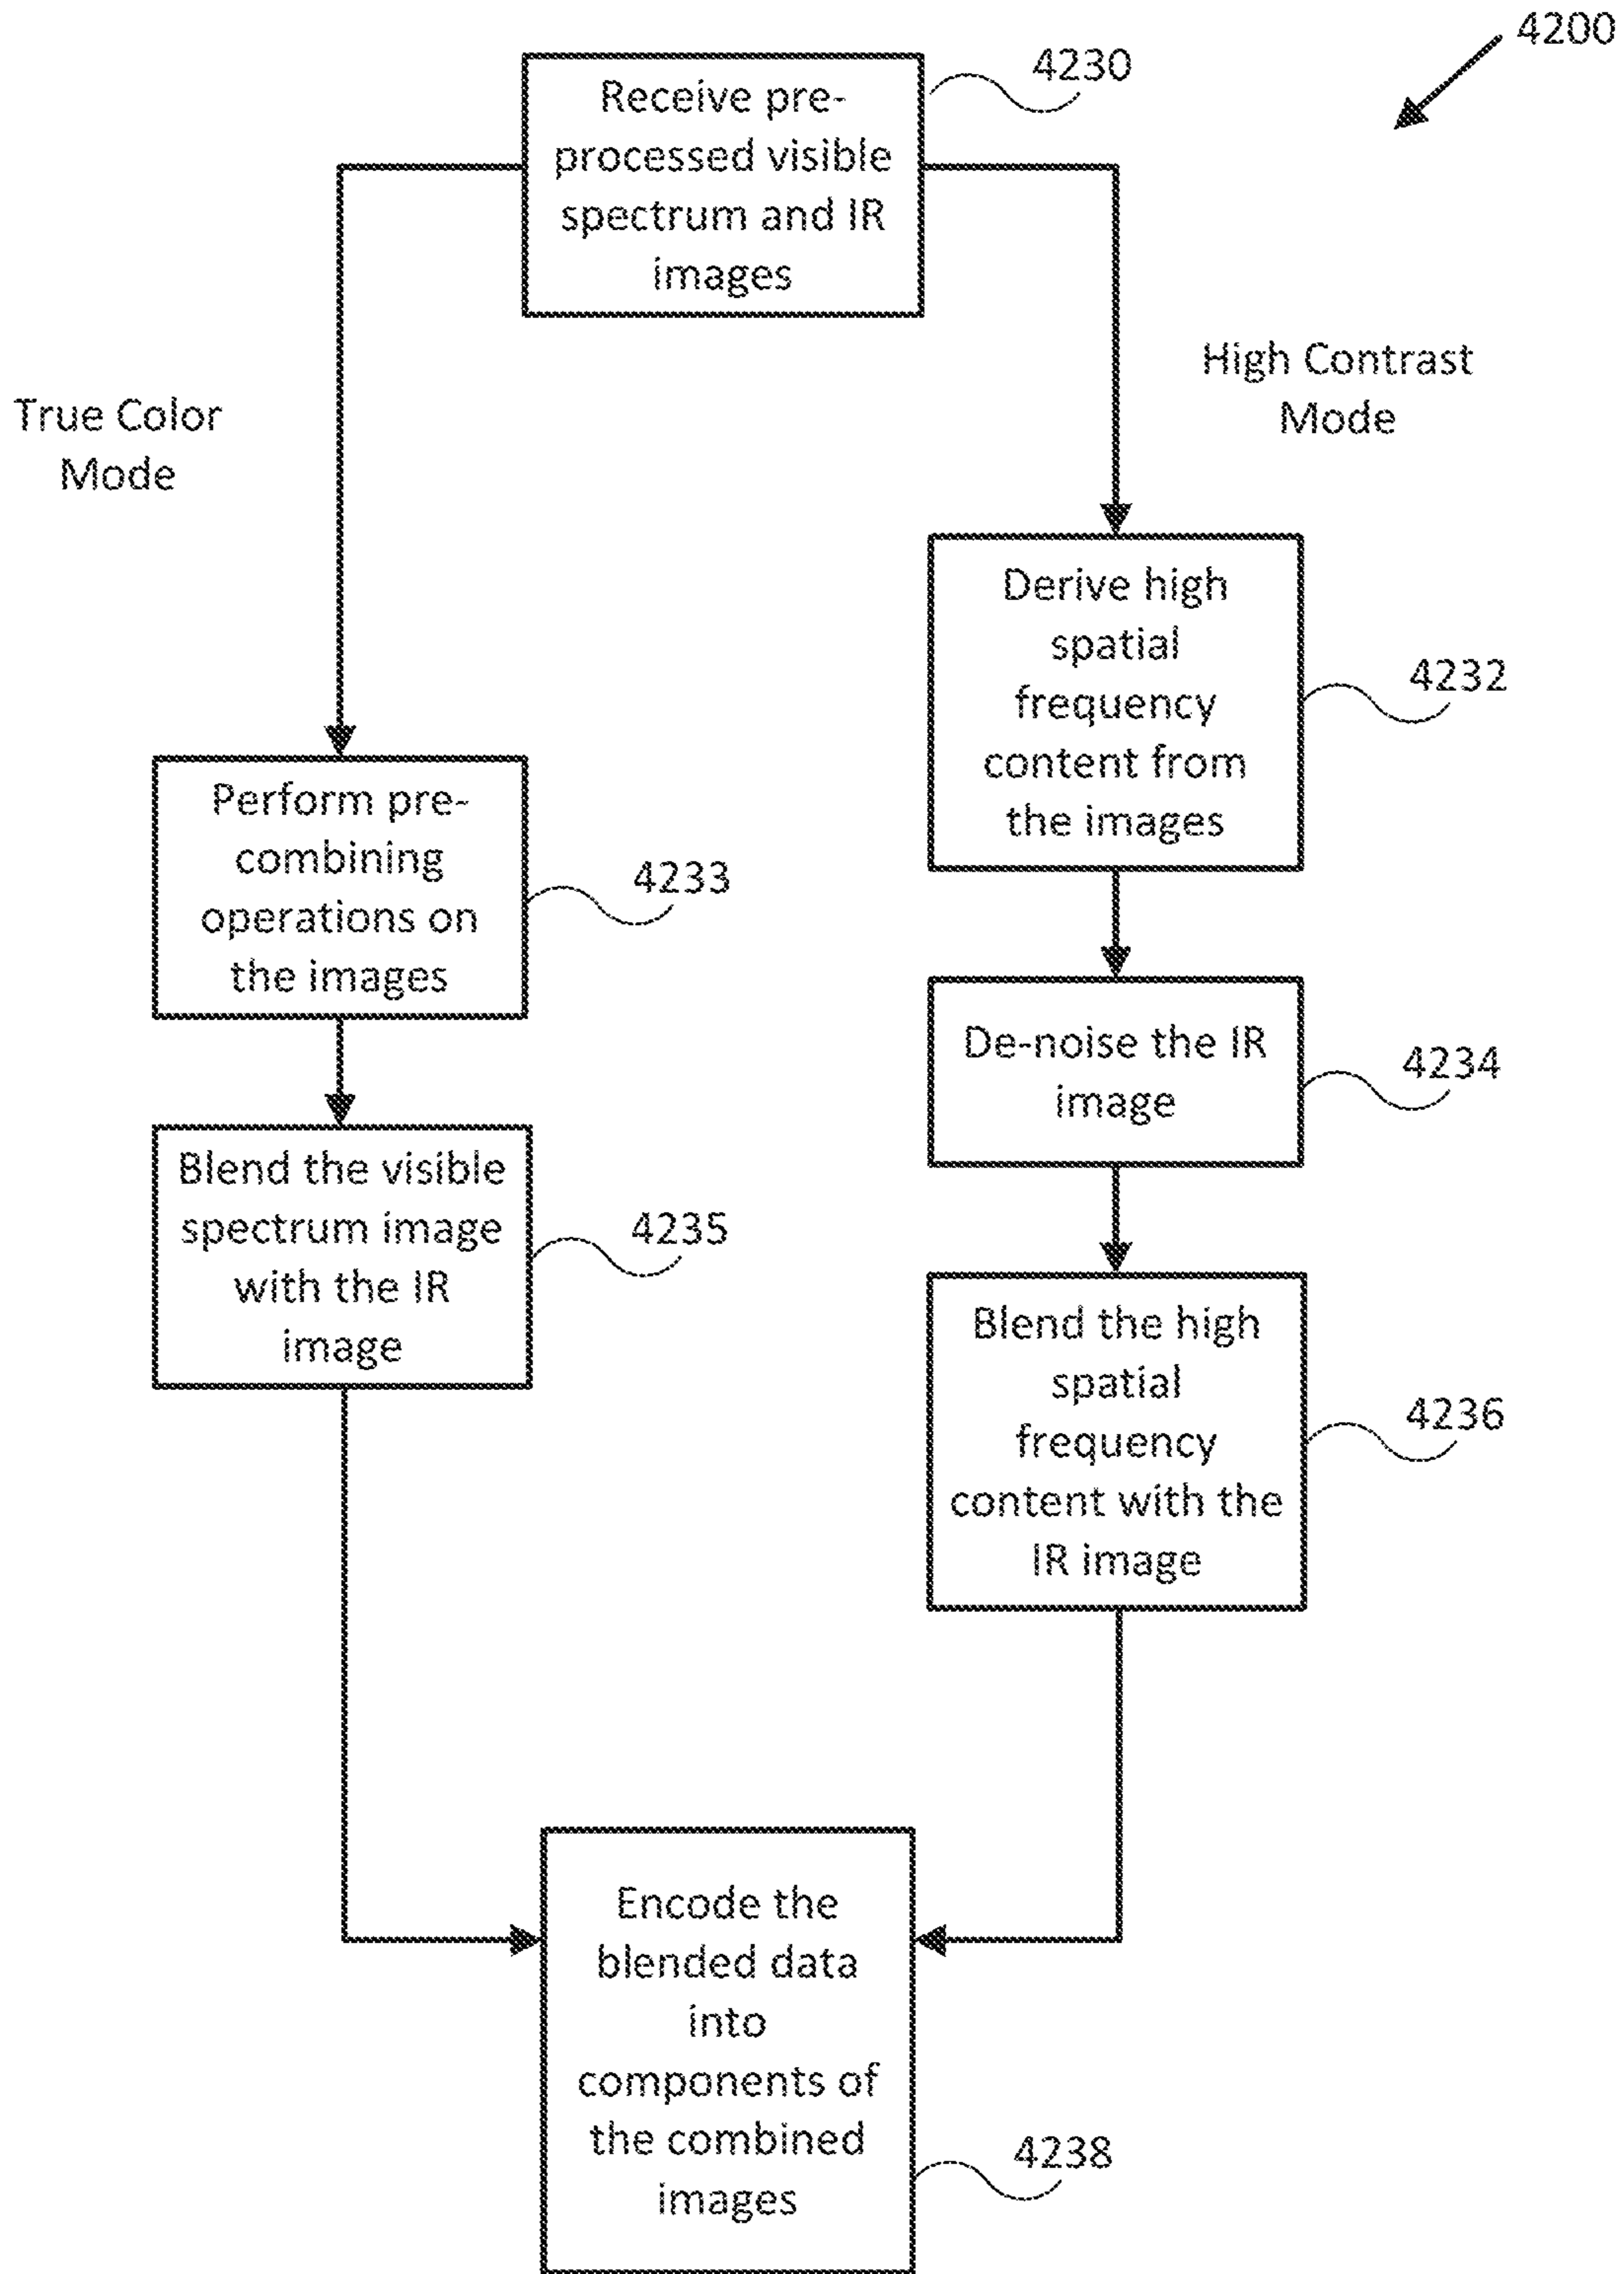 4200
4230
Receive pre-
processed visible
spectrum and IR
images
High Contrast
Mode
True Color
Mode
Derive high
spatial
frequency
content from
the images
4232
Perform pre-
combining
operations on
the images
4233
De-noise the IR
image
4234
Blend the visible
spectrum image
with the IR
image
4235
Blend the high
spatial
frequency
content with the
IR image
4236
Encode the
blended data
into
components of
the combined
images
4238